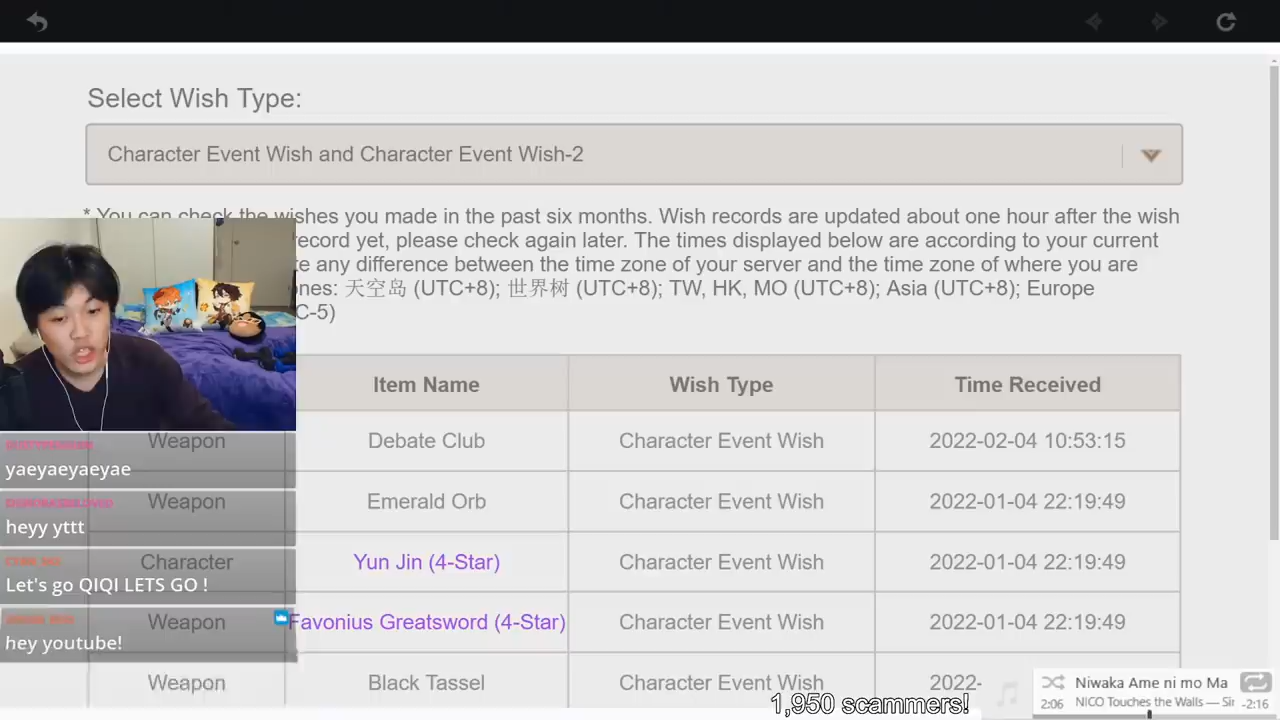 Select Wish Type:
Character Event Wish and Character Event Wish-2
* You can check the wishes you made in the past six months. Wish records are updated about one hour after the wish
record yet, please check again later. The times displayed below are according to your current
any difference between the time zone of your server and the time zone of where you are
天空岛 (UTC+8); 世界树 (UTC+8); TW, HK, MO (UTC+8); Asia (UTC+8); Europe
C-5)
Item Name Wish Type Time Received
Weapon Debate Club Character Event Wish 2022-02-04 10:53:15
yaeyaeyaeyae
Weapon Emerald Orb Character Event Wish 2022-01-04 22:19:49
heyy yttt
Character Yun Jin (4-Star) Character Event Wish 2022-01-04 22:19:49
Let's go QIQI LETS GO !
Weapon Favonius Greatsword (4-Star) Character Event Wish 2022-01-04 22:19:49
hey youtube!
Weapon Black Tassel Character Event Wish 2022-
1,950 scammers!
Niwaka Ame ni mo Ma
2:06 NICO Touches the Walls — Sir -2:16